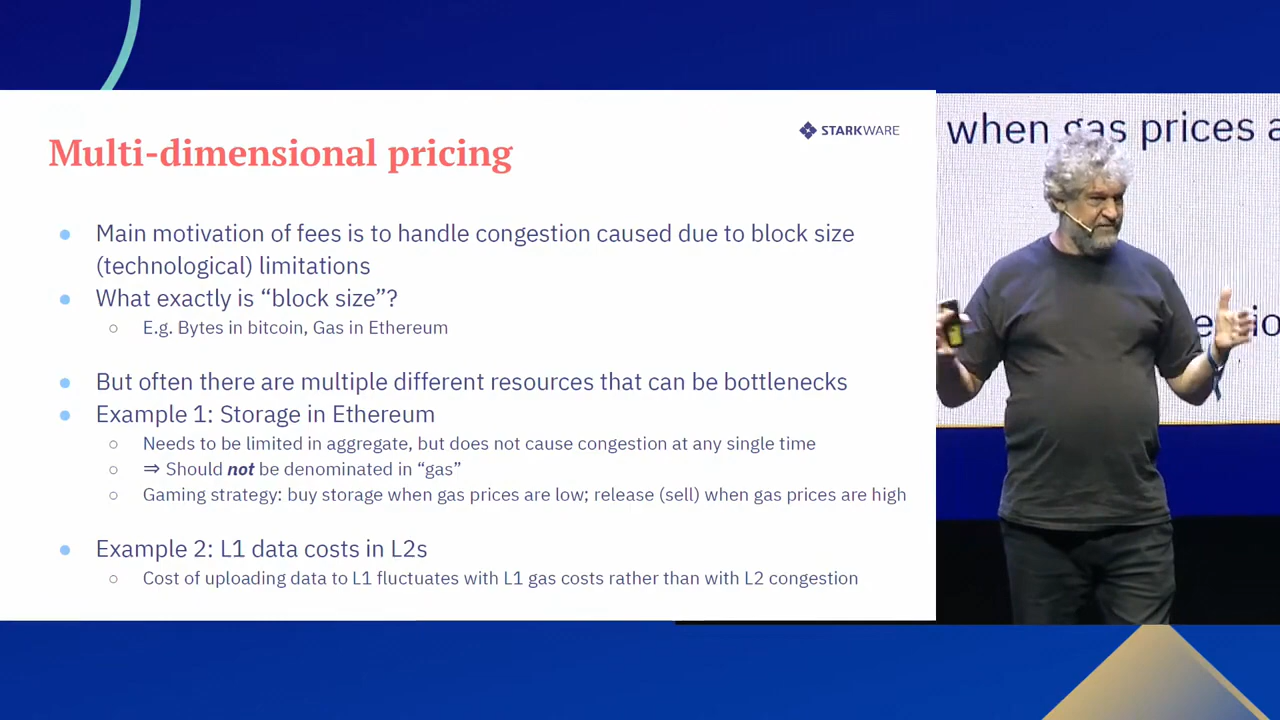 STARKWARE
Multi-dimensional pricing
when gas prices a
Main motivation of fees is to handle congestion caused due to block size
(technological) limitations
What exactly is “block size”?
E.g. Bytes in bitcoin, Gas in Ethereum
But often there are multiple different resources that can be bottlenecks
Example 1: Storage in Ethereum
Needs to be limited in aggregate, but does not cause congestion at any single time
⇒ Should not be denominated in “gas”
Gaming strategy: buy storage when gas prices are low; release (sell) when gas prices are high
Example 2: L1 data costs in L2s
Cost of uploading data to L1 fluctuates with L1 gas costs rather than with L2 congestion